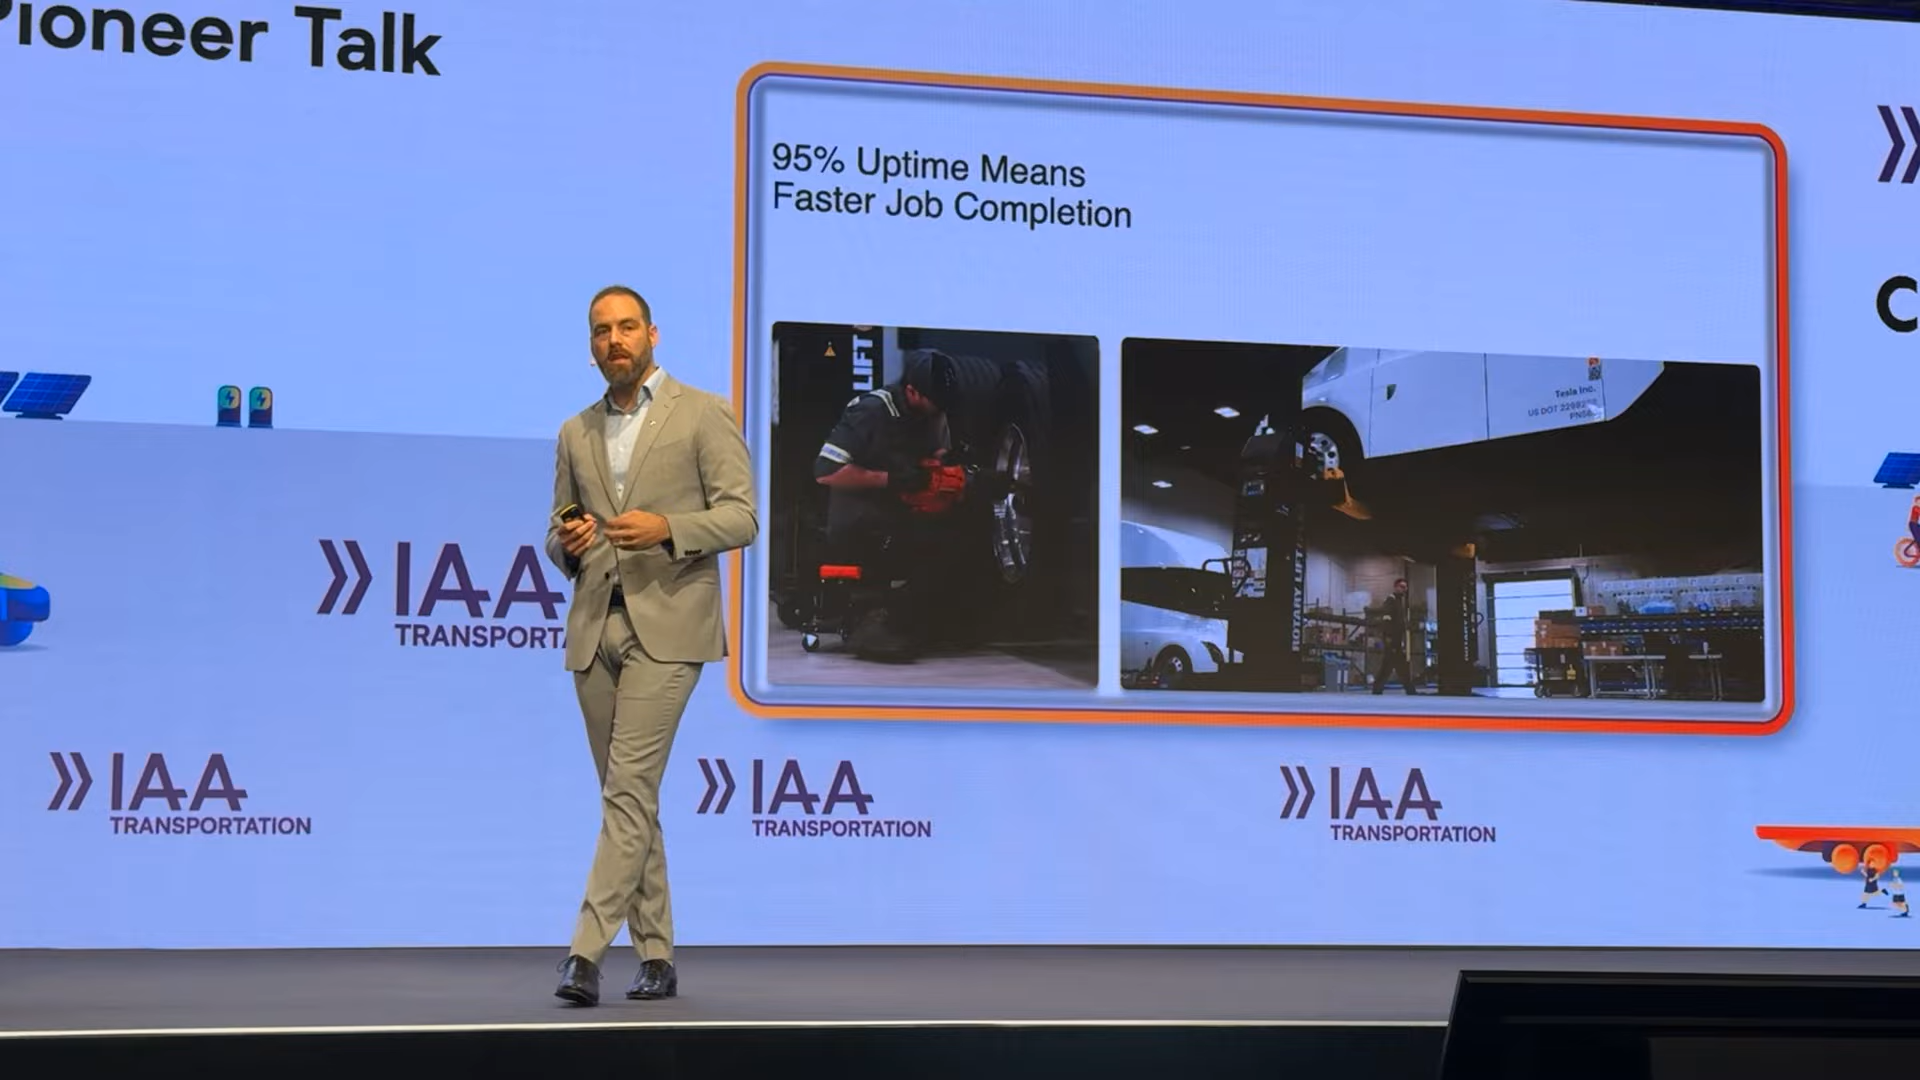 Pioneer Talk
95% Uptime Means
Faster Job Completion
LIFT
Tesla Inc.
US DOT
ROTARY LIFT
IAA
TRANSPORTA
IAA
TRANSPORTATION
IAA
TRANSPORTATION
IAA
TRANSPORTATION
C